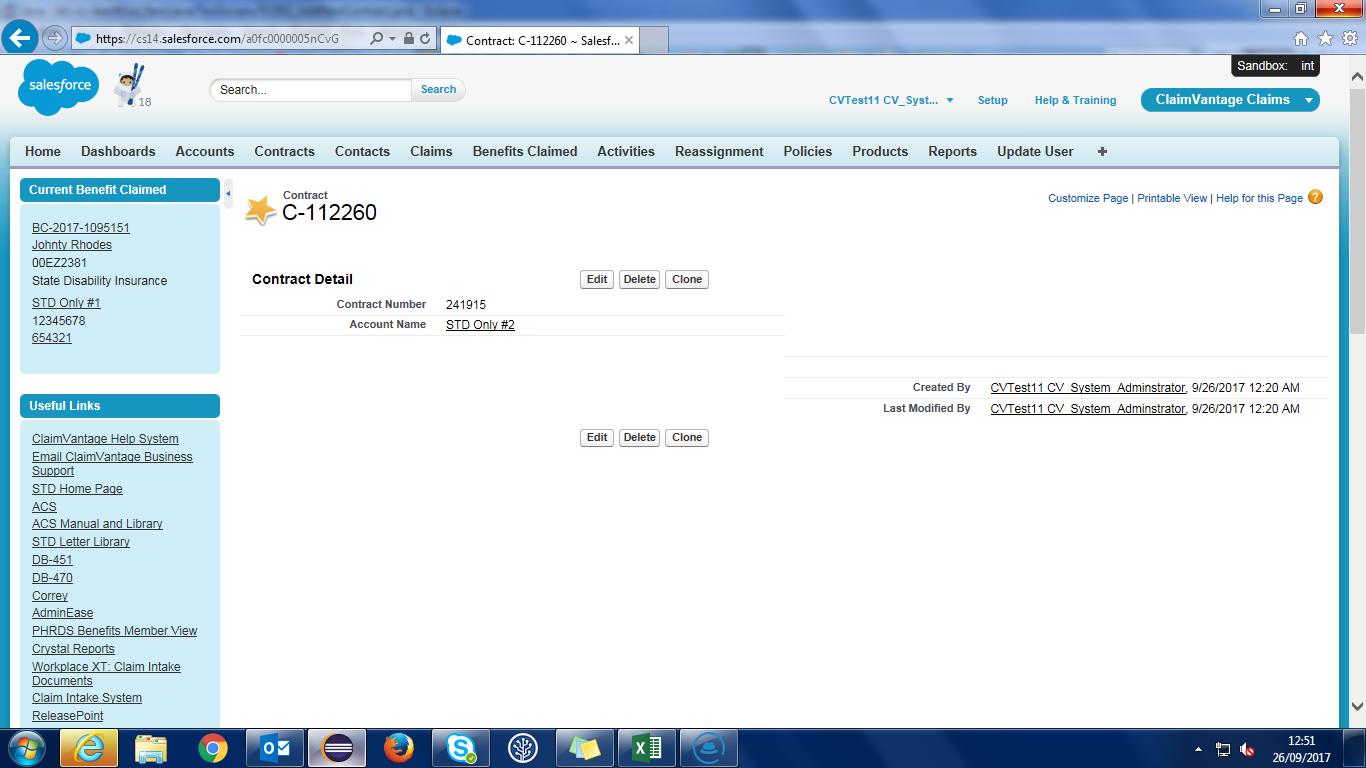 https://cs14.salesforce.com/a0fc0000005nCvG
Contract: C-112260 ~ Salesf...
Sandbox: int
salesforce
18
Search...
Search
CVTest11 CV_Syst...
Setup
Help & Training
ClaimVantage Claims
Home Dashboards Accounts Contracts Contacts Claims Benefits Claimed Activities Reassignment Policies Products Reports Update User +
Current Benefit Claimed
BC-2017-1095151
Johnty Rhodes
00EZ2381
State Disability Insurance
STD Only #1
12345678
654321
Useful Links
ClaimVantage Help System
Email ClaimVantage Business
Support
STD Home Page
ACS
ACS Manual and Library
STD Letter Library
DB-451
DB-470
Correy
AdminEase
PHRDS Benefits Member View
Crystal Reports
Workplace XT: Claim Intake
Documents
Claim Intake System
ReleasePoint
Contract
C-112260
Customize Page | Printable View | Help for this Page ?
Contract Detail
Edit Delete Clone
Contract Number 241915
Account Name STD Only #2
Created By CVTest11 CV_System_Adminstrator, 9/26/2017 12:20 AM
Last Modified By CVTest11 CV_System_Adminstrator, 9/26/2017 12:20 AM
Edit Delete Clone
12:51
26/09/2017